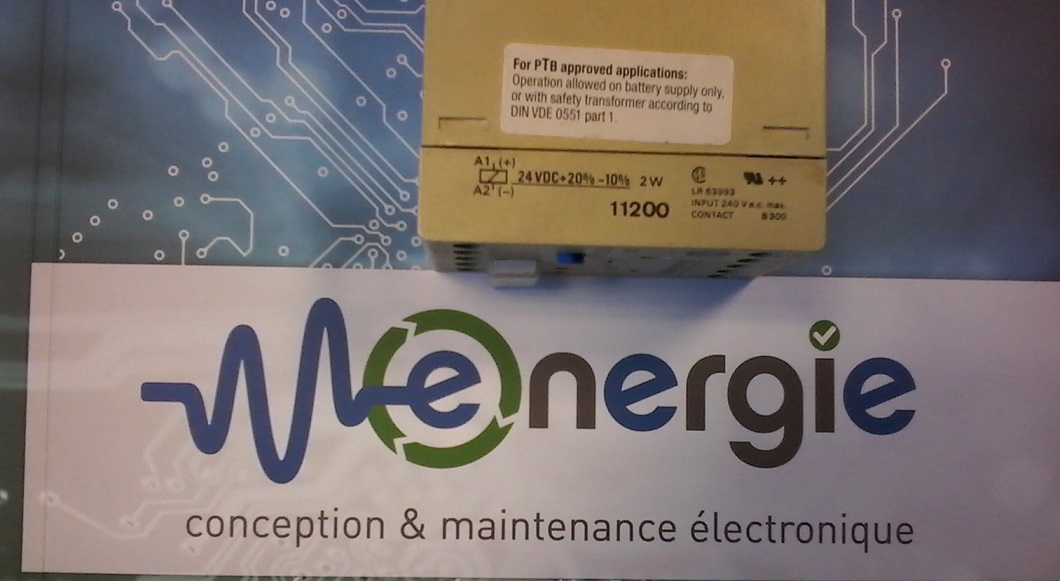 For PTB approved applications:
Operation allowed on battery supply only,
or with safety transformer according to
DIN VDE 0551 part 1.
A1 (+)
24 VDC+20% -10% 2 W
A2 (-)
11200
LR 63993
INPUT 240 V a.c. max.
CONTACT B300
++
Menergie
conception & maintenance électronique